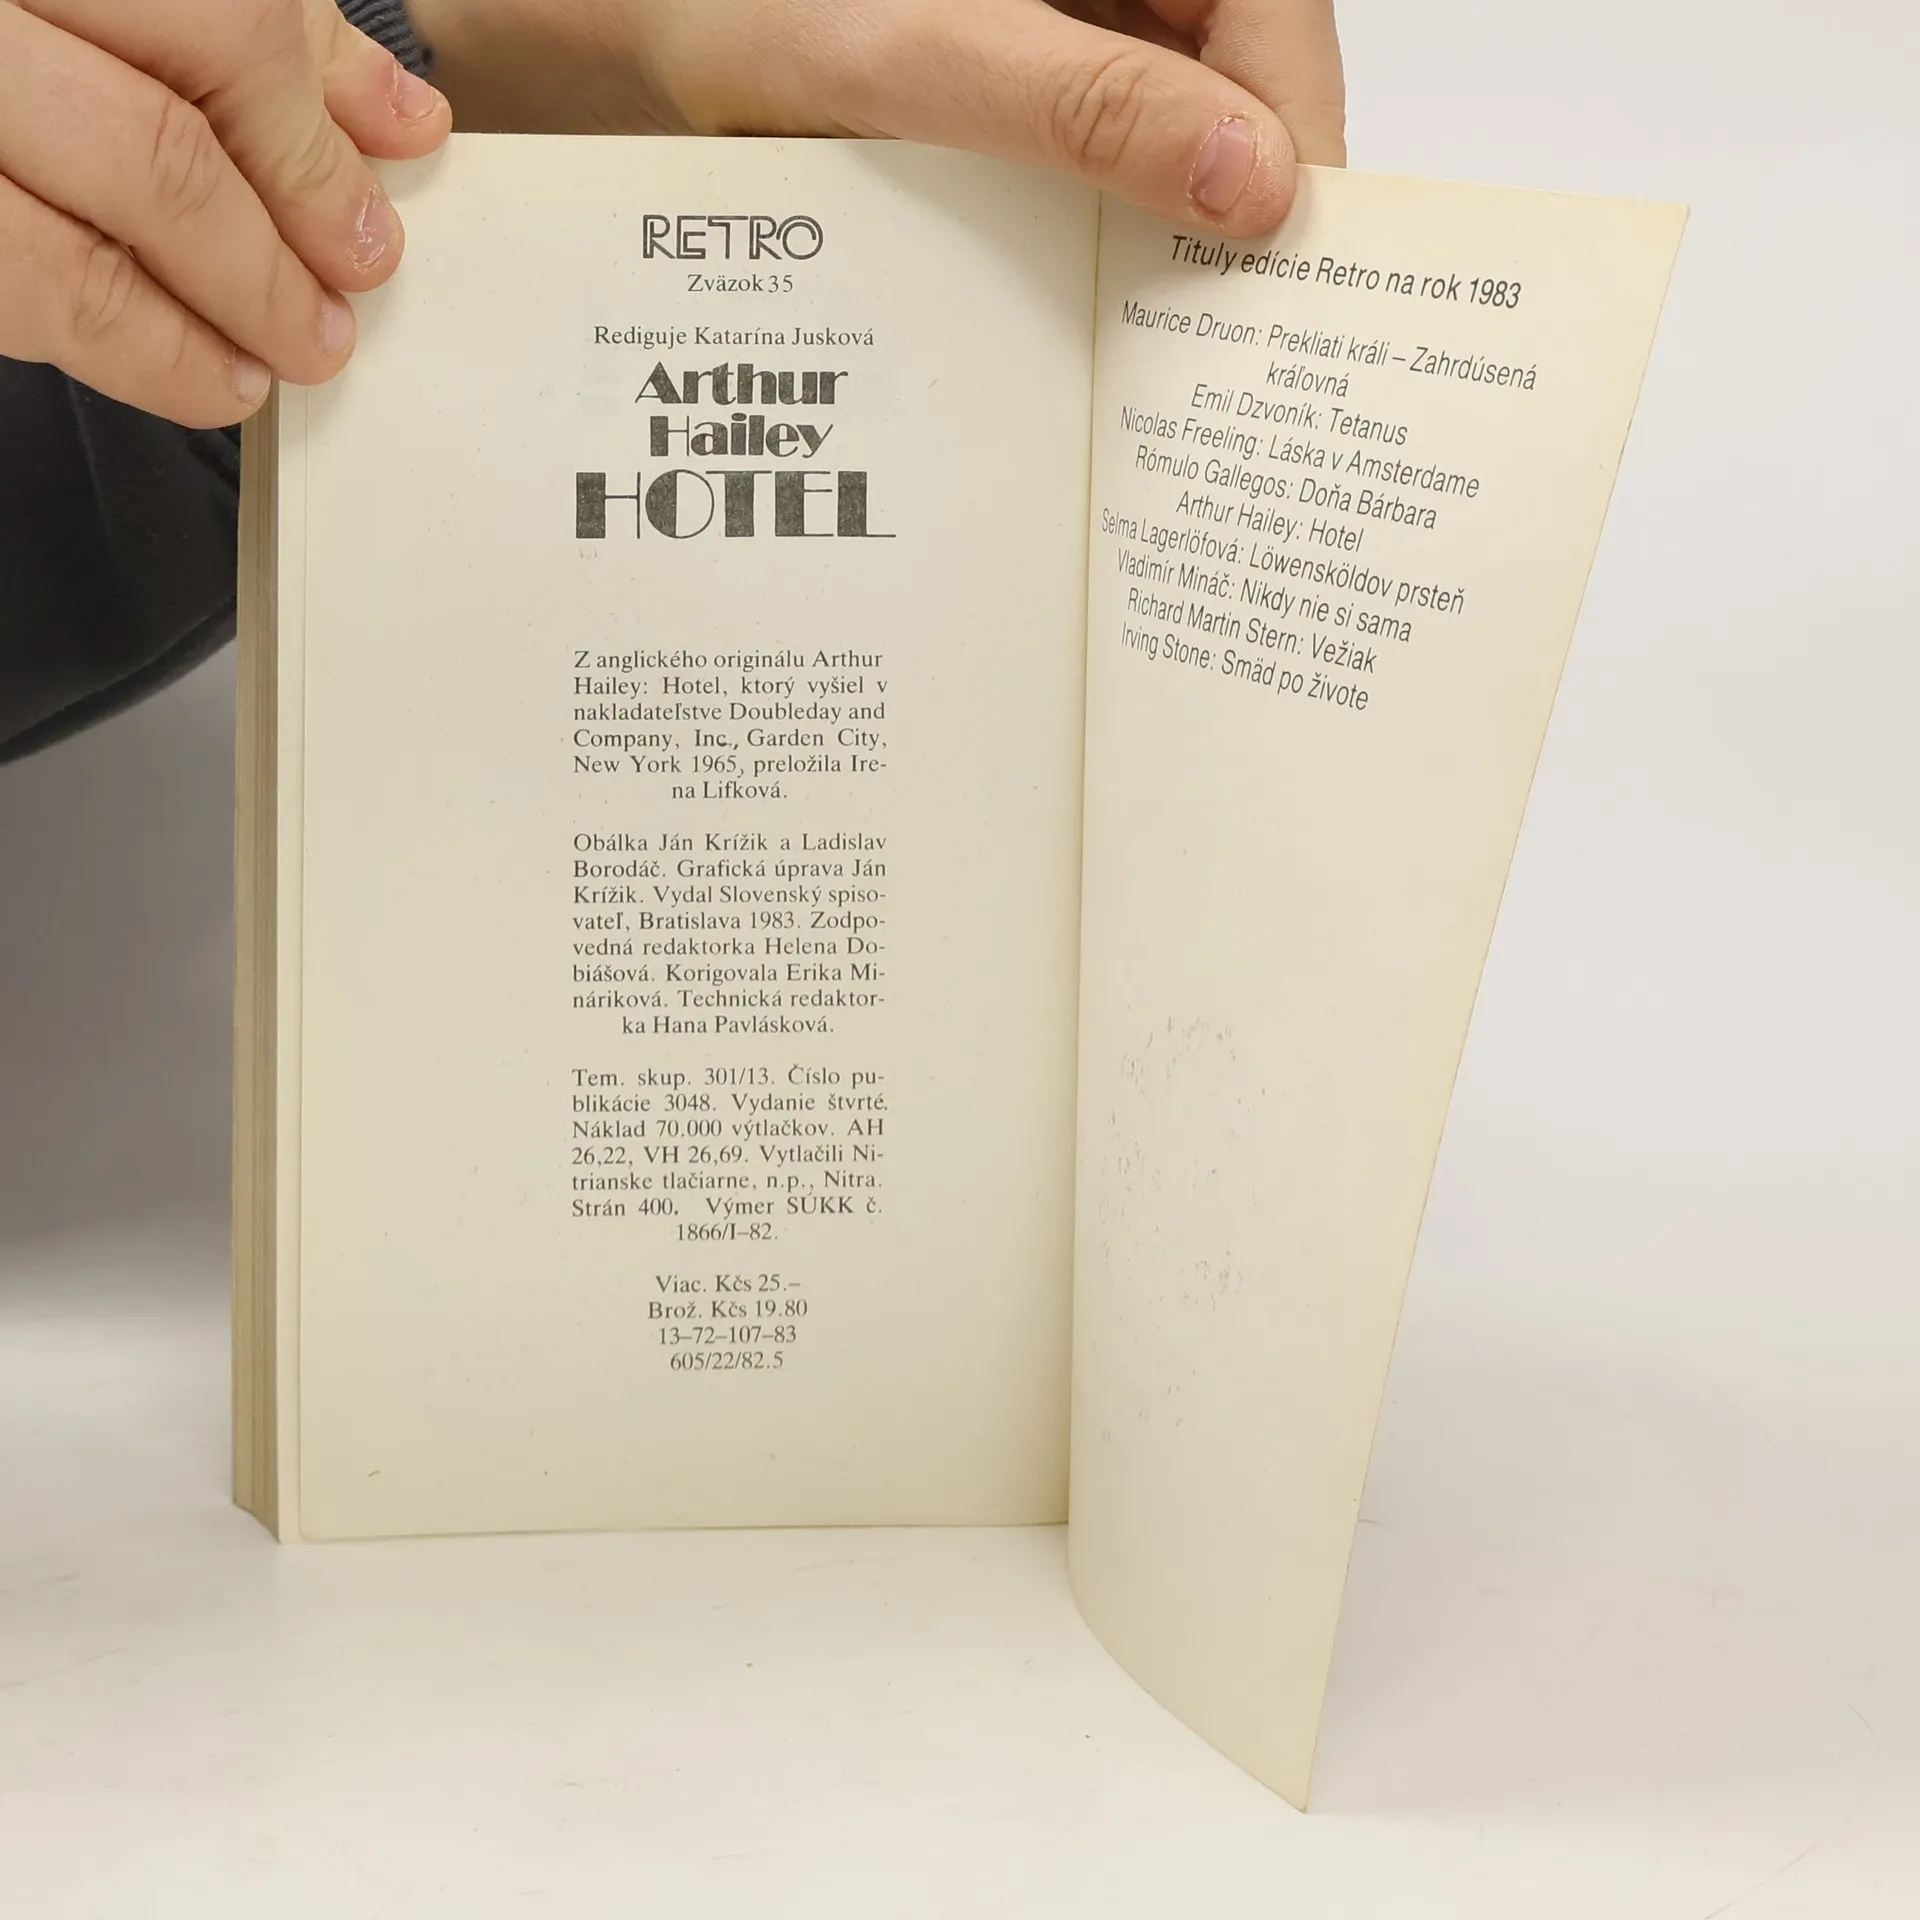 RETRO
Zväzok 35
Rediguje Katarína Jusková
Arthur
Hailey
HOTEL
Z anglického originálu Arthur
Hailey: Hotel, ktorý vyšiel v
nakladateľstve Doubleday and
Company, Inc., Garden City,
New York 1965, preložila Ire-
na Lifková.
Obálka Ján Krížik a Ladislav
Borodáč. Grafická úprava Ján
Krížik. Vydal Slovenský spiso-
vateľ, Bratislava 1983. Zodpo-
vedná redaktorka Helena Do-
biášová. Korigovala Erika Mi-
náriková. Technická redaktor-
ka Hana Pavlásková.
Tem. skup. 301/13. Číslo pu-
blikácie 3048. Vydanie štvrté.
Náklad 70.000 výtlačkov. AH
26,22, VH 26,69. Vytlačili Ni-
trianske tlačiarne, n.p., Nitra.
Strán 400. Výmer SÚKK č.
1866/I–82.
Viac. Kčs 25.–
Brož. Kčs 19.80
13–72–107–83
605/22/82.5
Tituly edície Retro na rok 1983
Maurice Druon: Prekliati králi – Zahrdúsená
kráľovná
Emil Dzvoník: Tetanus
Nicolas Freeling: Láska v Amsterdame
Rómulo Gallegos: Doňa Bárbara
Arthur Hailey: Hotel
Selma Lagerlöfová: Löwensköldov prsteň
Vladimír Mináč: Nikdy nie si sama
Richard Martin Stern: Vežiak
Irving Stone: Smäd po živote